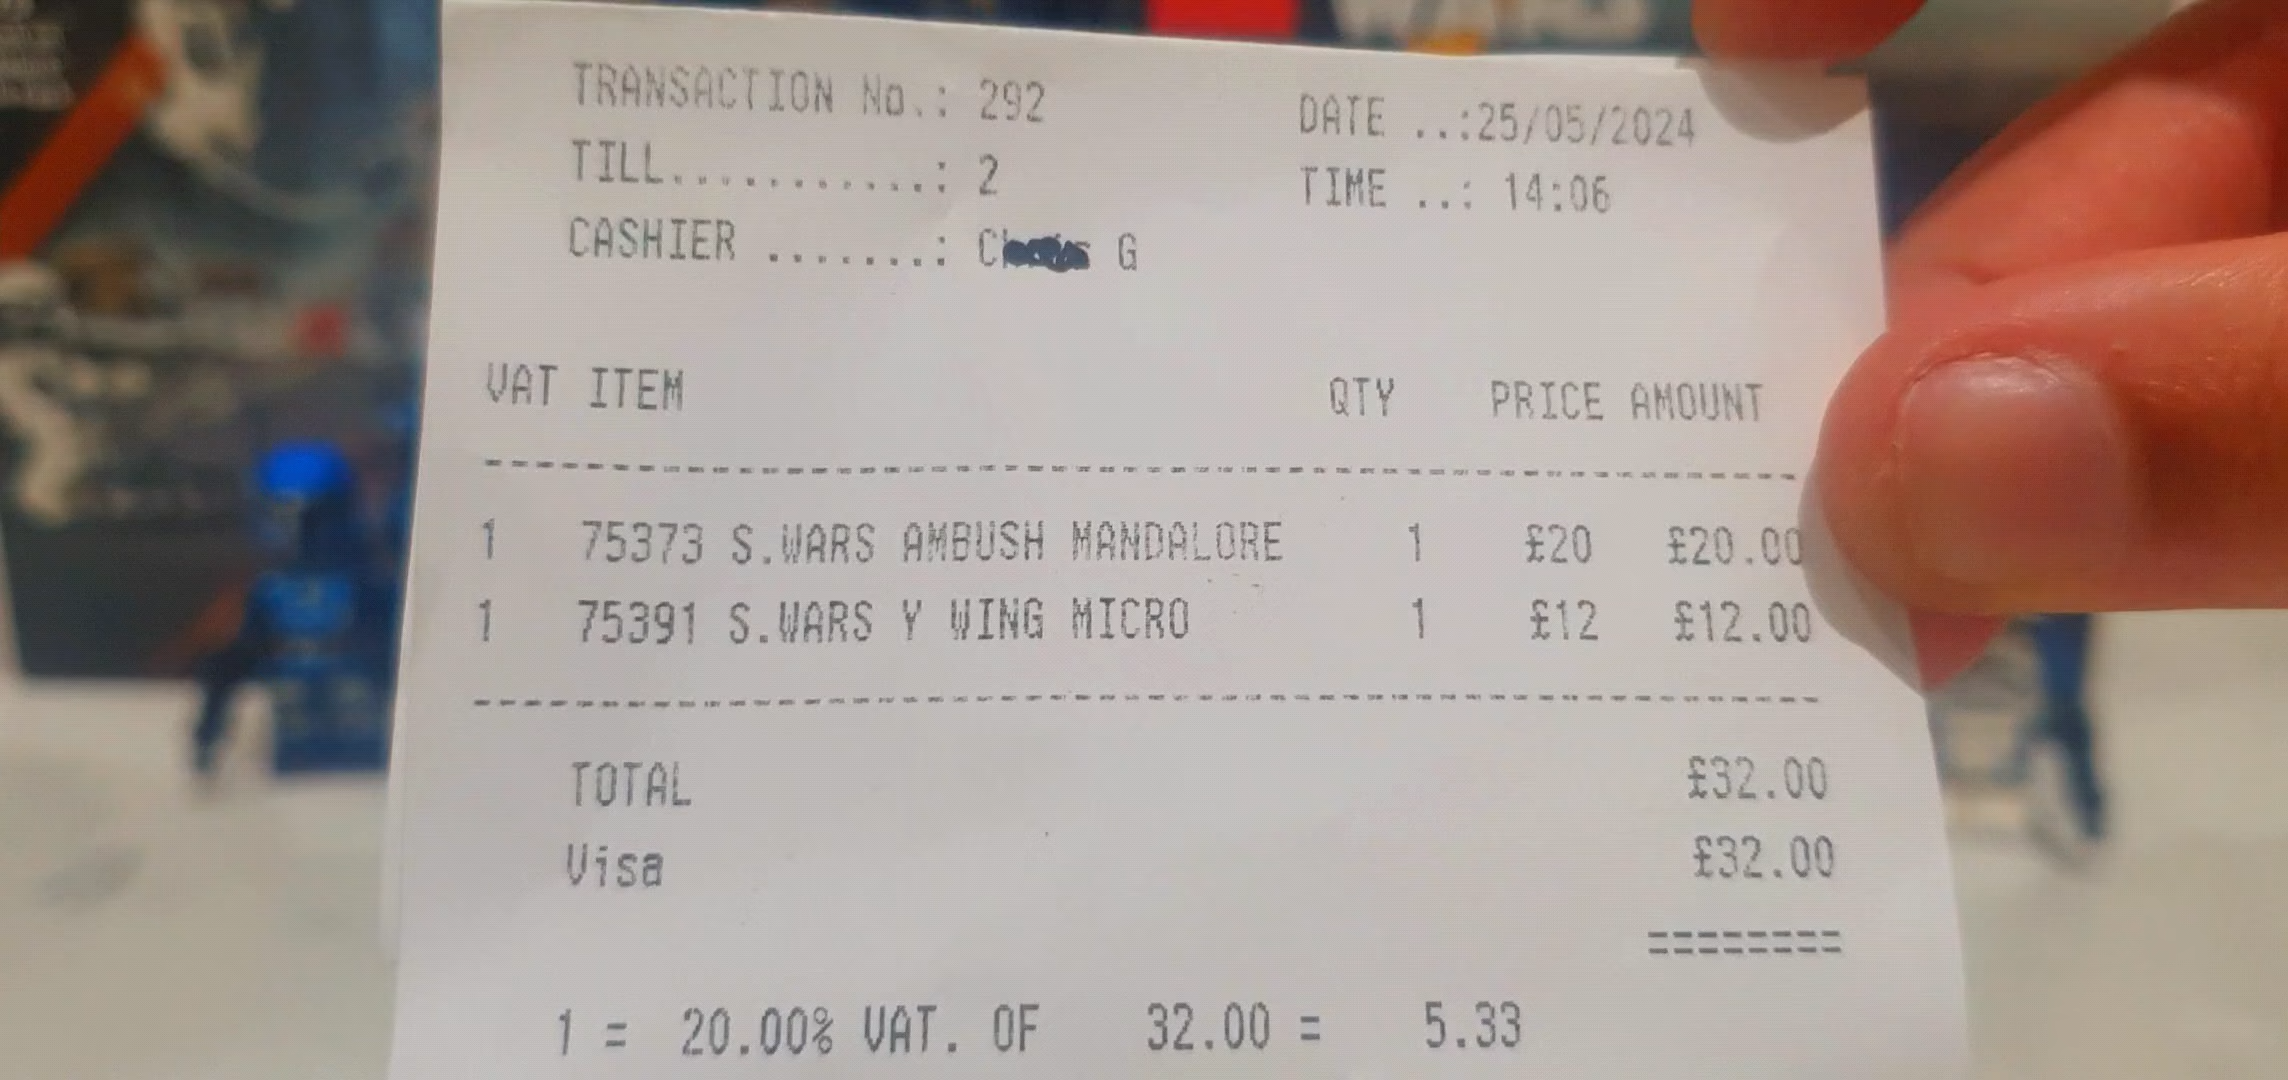 TRANSACTION No.: 292 DATE ..:25/05/2024
TILL...........: 2 TIME ..: 14:06
CASHIER .......: G
VAT ITEM QTY PRICE AMOUNT
1 75373 S.WARS AMBUSH MANDALORE 1 £20 £20.00
1 75391 S.WARS Y WING MICRO 1 £12 £12.00
TOTAL £32.00
Visa £32.00
========
1 = 20.00% VAT. OF 32.00 = 5.33